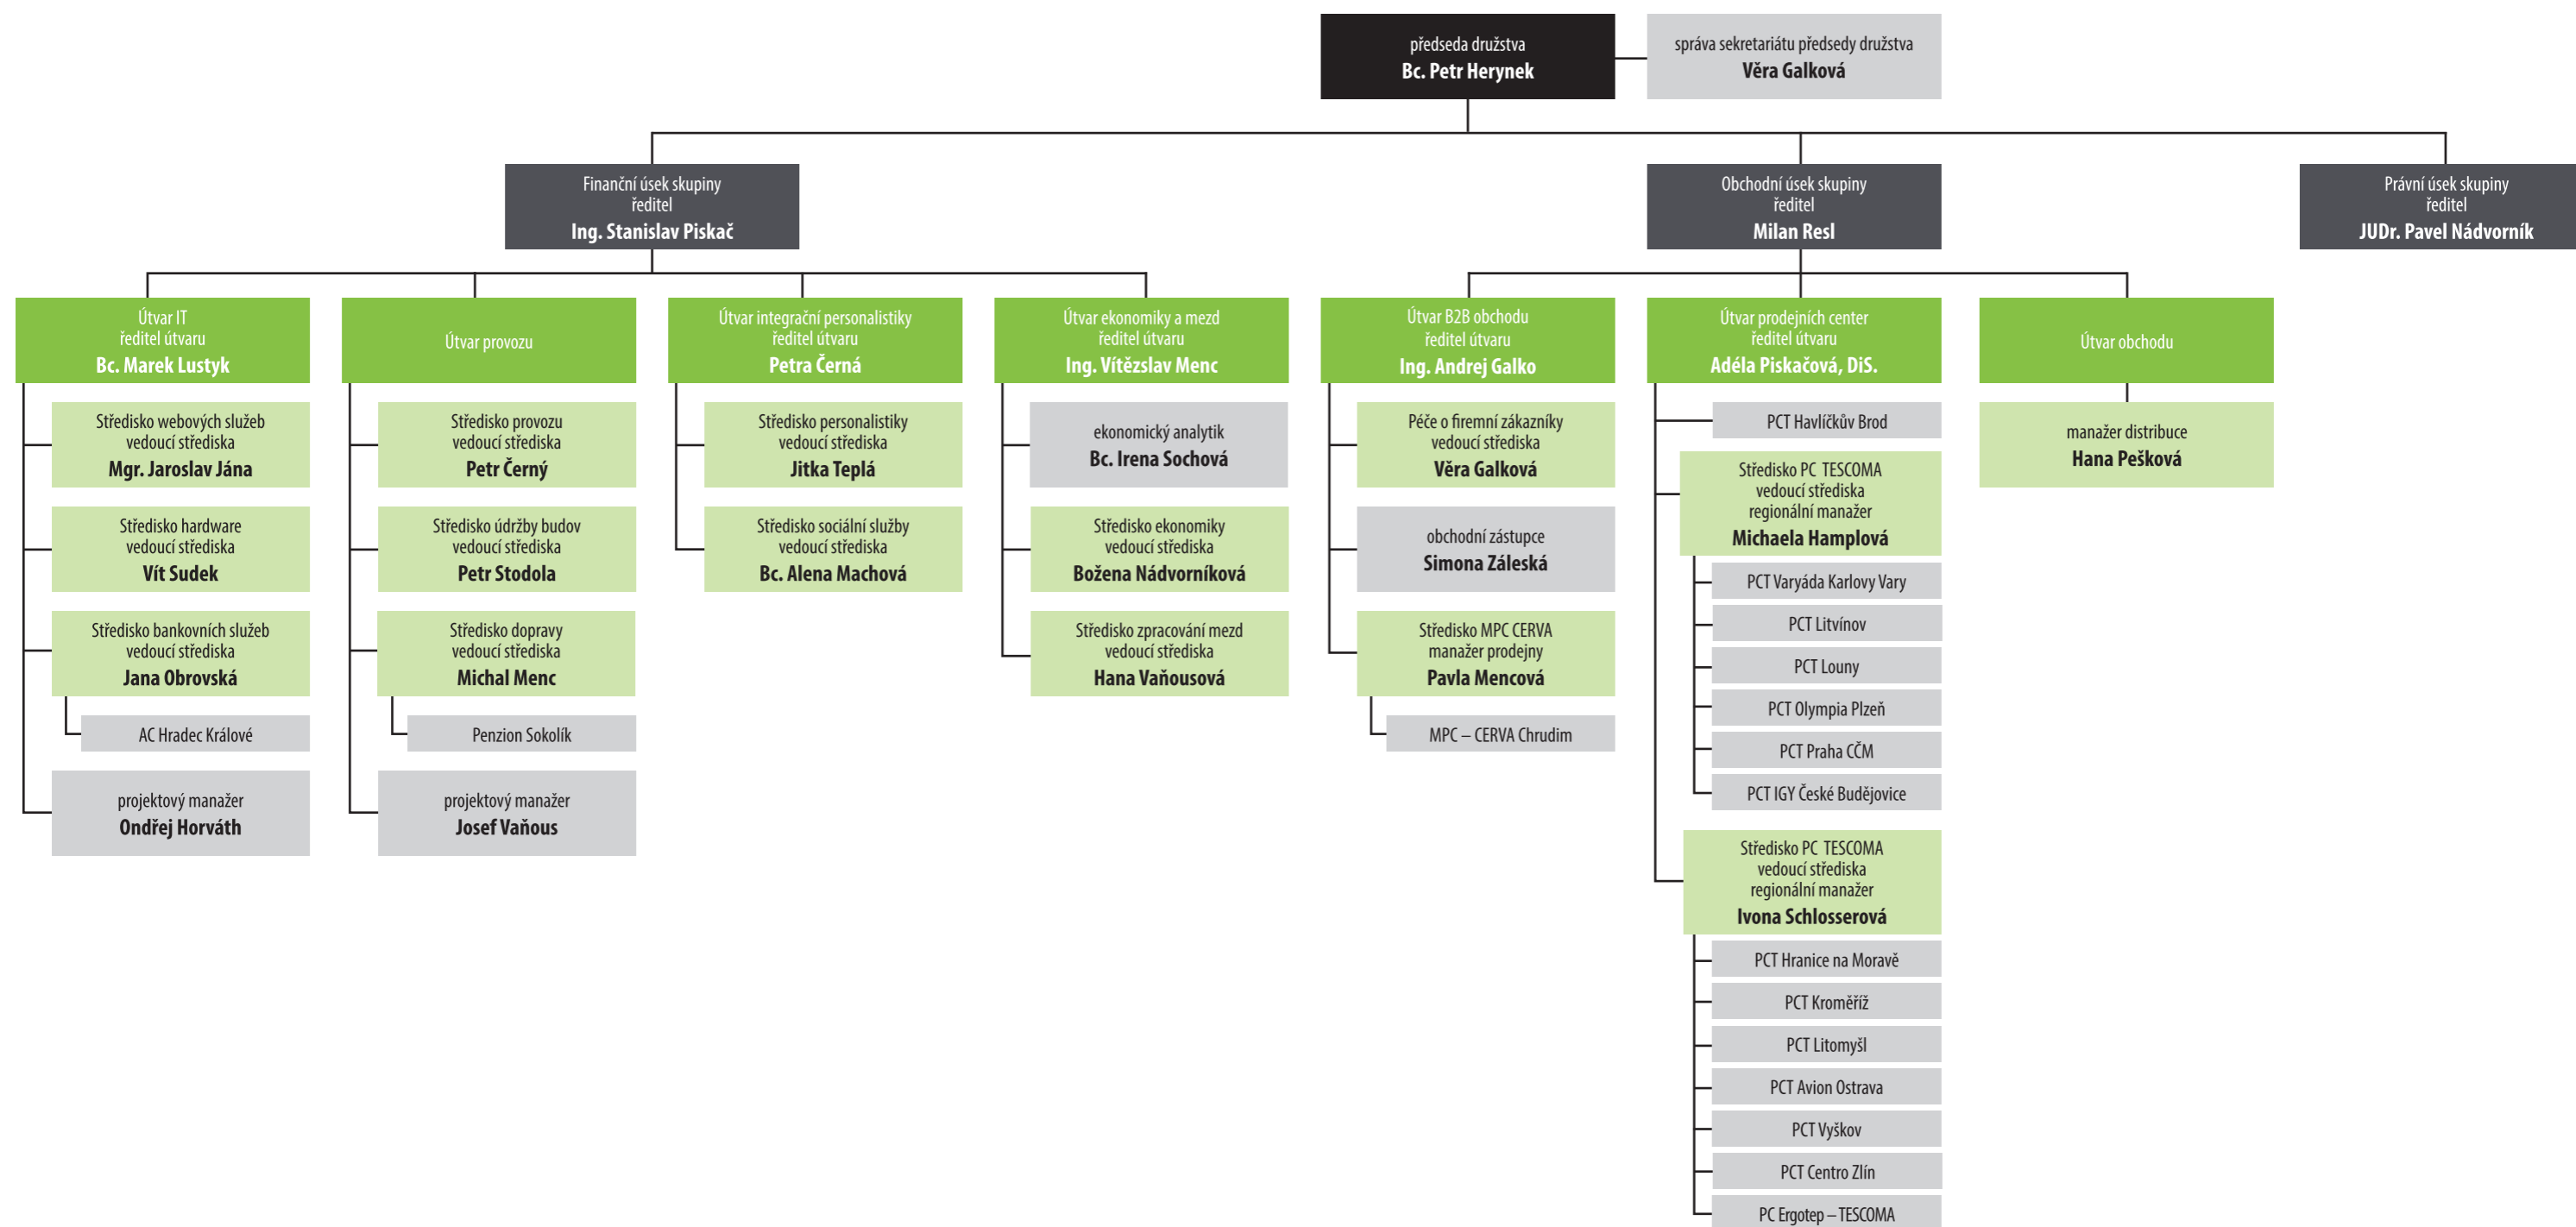 předseda družstva
Bc. Petr Herynek
správa sekretariátu předsedy družstva
Věra Galková
Finanční úsek skupiny
ředitel
Ing. Stanislav Piskač
Obchodní úsek skupiny
ředitel
Milan Resl
Právní úsek skupiny
ředitel
JUDr. Pavel Nádvorník
Útvar IT
ředitel útvaru
Bc. Marek Lustyk
Středisko webových služeb
vedoucí střediska
Mgr. Jaroslav Jána
Středisko hardware
vedoucí střediska
Vít Sudek
Středisko bankovních služeb
vedoucí střediska
Jana Obrovská
AC Hradec Králové
projektový manažer
Ondřej Horváth
Útvar provozu
Středisko provozu
vedoucí střediska
Petr Černý
Středisko údržby budov
vedoucí střediska
Petr Stodola
Středisko dopravy
vedoucí střediska
Michal Menc
Penzion Sokolík
projektový manažer
Josef Vaňous
Útvar integrační personalistiky
ředitel útvaru
Petra Černá
Středisko personalistiky
vedoucí střediska
Jitka Teplá
Středisko sociální služby
vedoucí střediska
Bc. Alena Machová
Útvar ekonomiky a mezd
ředitel útvaru
Ing. Vítězslav Menc
ekonomický analytik
Bc. Irena Sochová
Středisko ekonomiky
vedoucí střediska
Božena Nádvorníková
Středisko zpracování mezd
vedoucí střediska
Hana Vaňousová
Útvar B2B obchodu
ředitel útvaru
Ing. Andrej Galko
Péče o firemní zákazníky
vedoucí střediska
Věra Galková
obchodní zástupce
Simona Záleská
Středisko MPC CERVA
manažer prodejny
Pavla Mencová
MPC – CERVA Chrudim
Útvar prodejních center
ředitel útvaru
Adéla Piskačová, DiS.
PCT Havlíčkův Brod
Středisko PC TESCOMA
vedoucí střediska
regionální manažer
Michaela Hamplová
PCT Varyáda Karlovy Vary
PCT Litvínov
PCT Louny
PCT Olympia Plzeň
PCT Praha CČM
PCT IGY České Budějovice
Středisko PC TESCOMA
vedoucí střediska
regionální manažer
Ivona Schlosserová
PCT Hranice na Moravě
PCT Kroměříž
PCT Litomyšl
PCT Avion Ostrava
PCT Vyškov
PCT Centro Zlín
PC Ergotep – TESCOMA
Útvar obchodu
manažer distribuce
Hana Pešková